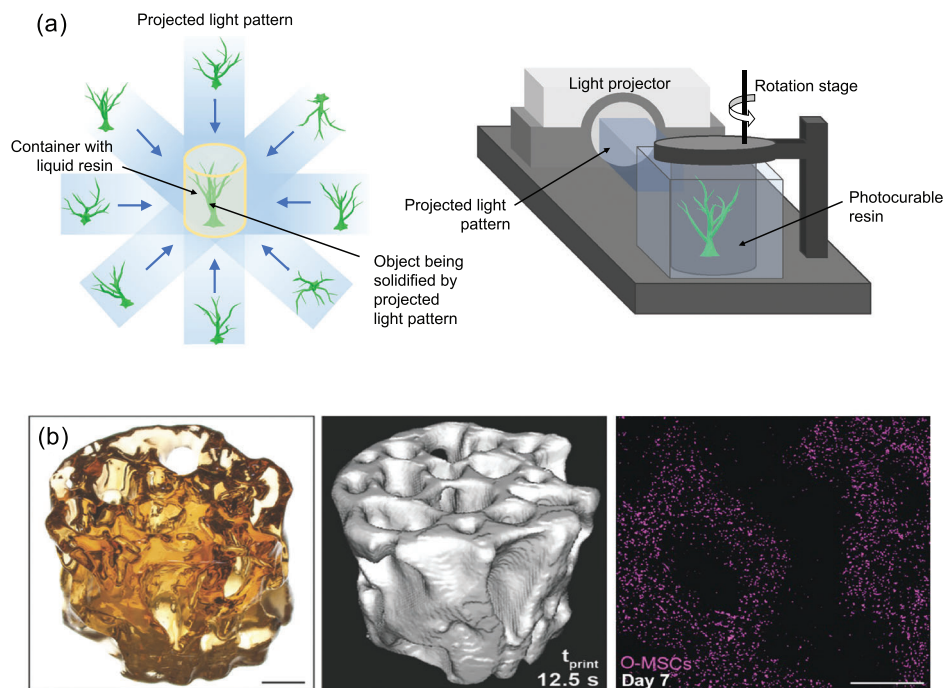 (a)
Projected light pattern
Container with
liquid resin
Object being
solidified by
projected
light pattern
Light projector
Rotation stage
Projected light
pattern
Photocurable
resin
(b)
t_print
12.5 s
O-MSCs
Day 7